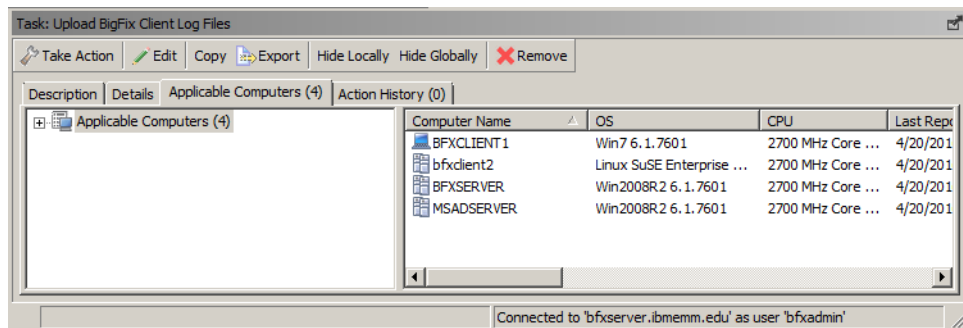 Task: Upload BigFix Client Log Files
Take Action Edit Copy Export Hide Locally Hide Globally Remove
Description Details Applicable Computers (4) Action History (0)
Applicable Computers (4)
Computer Name OS CPU Last Repo
BFXCLIENT1 Win7 6.1.7601 2700 MHz Core ... 4/20/201
bfxclient2 Linux SuSE Enterprise ... 2700 MHz Core ... 4/20/201
BFXSERVER Win2008R2 6.1.7601 2700 MHz Core ... 4/20/201
MSADSERVER Win2008R2 6.1.7601 2700 MHz Core ... 4/20/201
Connected to 'bfxserver.ibmemm.edu' as user 'bfxadmin'